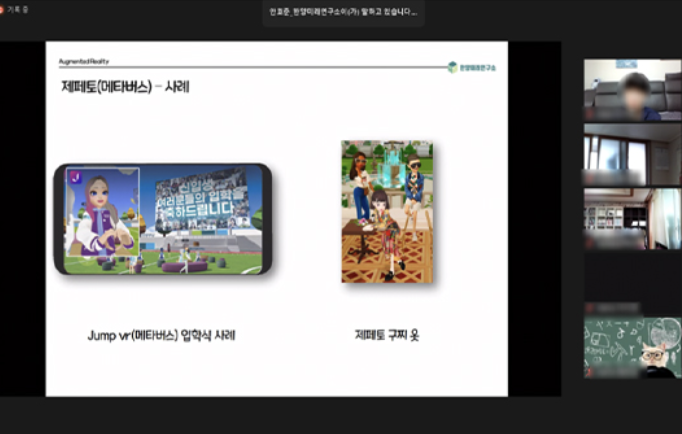 기록 중
안효준_한양미래연구소이(가) 말하고 있습니다...
Augmented Reality
한양미래연구소
제페토(메타버스) - 사례
J
신입생
여러분들의 입학을
축하드립니다
Jump vr(메타버스) 입학식 사례
제페토 구찌 옷